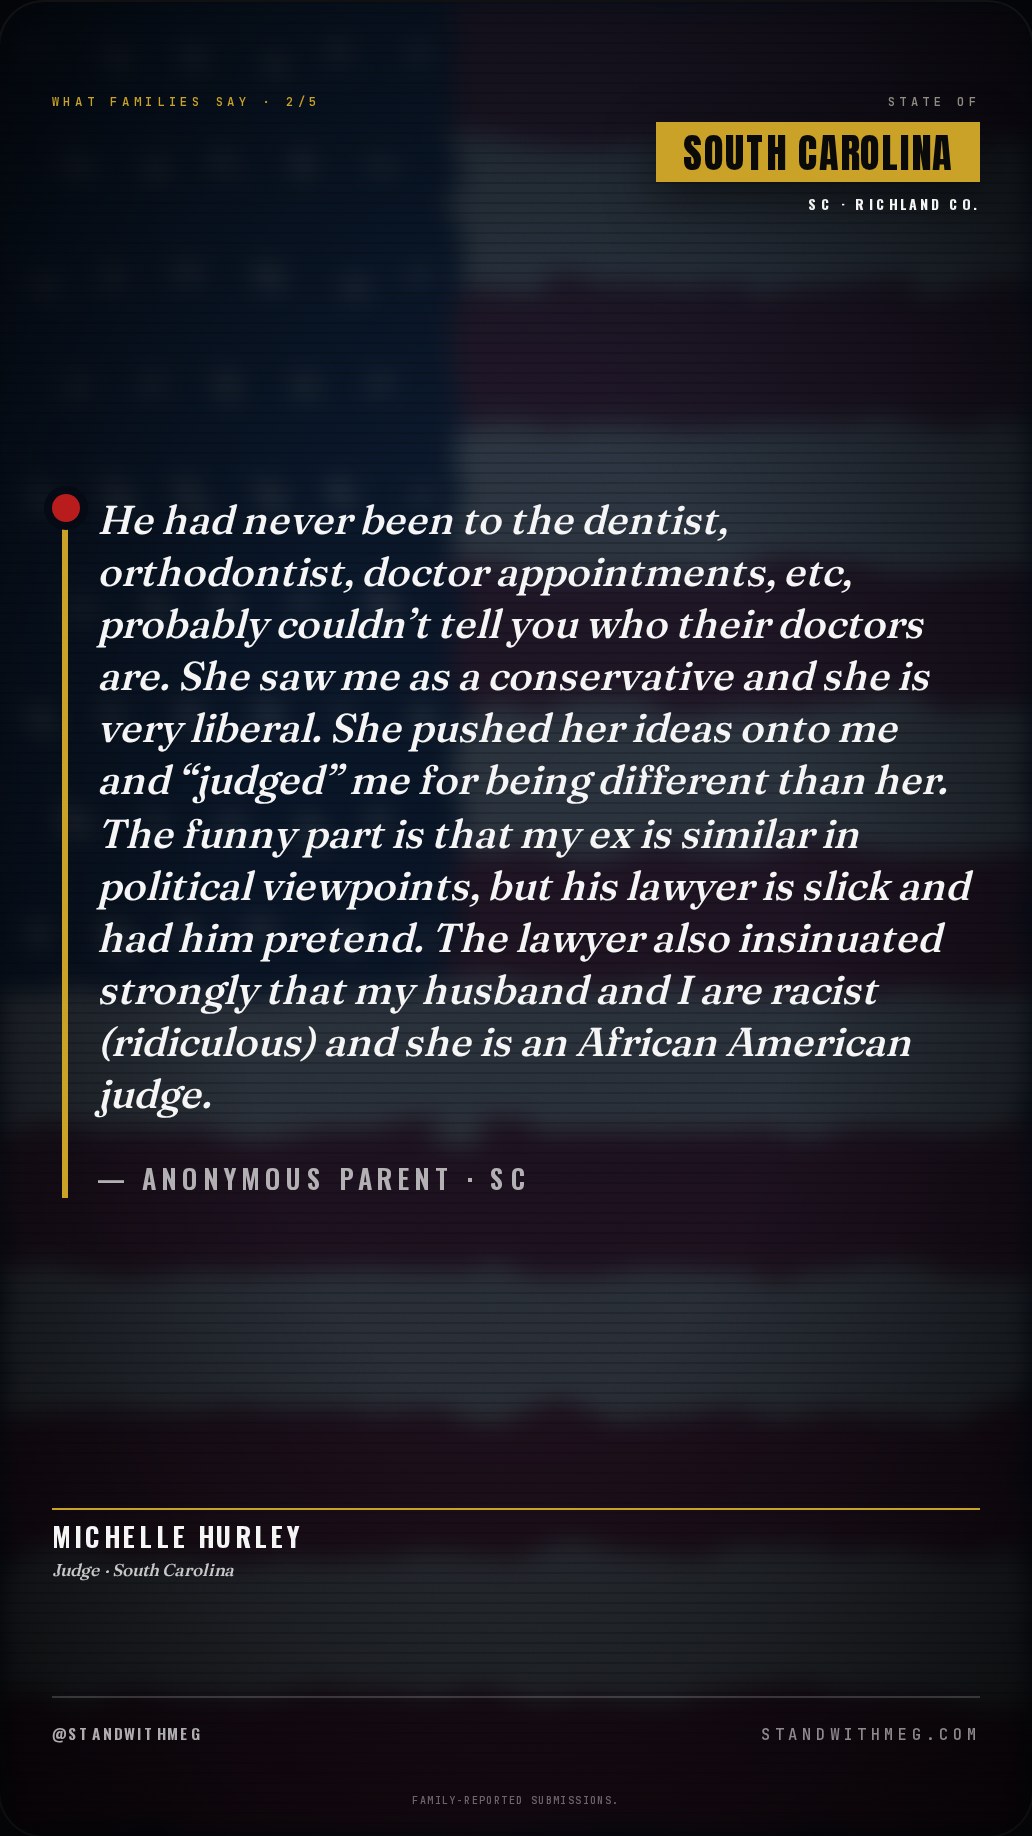 WHAT FAMILIES SAY · 2/5
STATE OF
SOUTH CAROLINA
SC · RICHLAND CO.
He had never been to the dentist,
orthodontist, doctor appointments, etc,
probably couldn’t tell you who their doctors
are. She saw me as a conservative and she is
very liberal. She pushed her ideas onto me
and “judged” me for being different than her.
The funny part is that my ex is similar in
political viewpoints, but his lawyer is slick and
had him pretend. The lawyer also insinuated
strongly that my husband and I are racist
(ridiculous) and she is an African American
judge.
— ANONYMOUS PARENT · SC
MICHELLE HURLEY
Judge · South Carolina
@STANDWITHMEG
STANDWITHMEG.COM
FAMILY-REPORTED SUBMISSIONS.